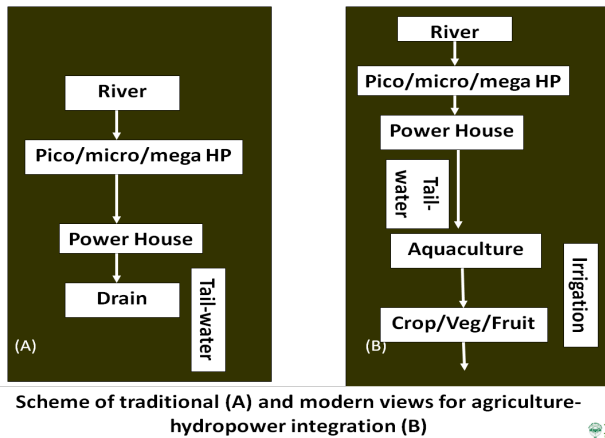 River
Pico/micro/mega HP
Power House
Drain
Tail-water
(A)
River
Pico/micro/mega HP
Power House
Tail-
water
Aquaculture
Irrigation
Crop/Veg/Fruit
(B)
Scheme of traditional (A) and modern views for agriculture-
hydropower integration (B)